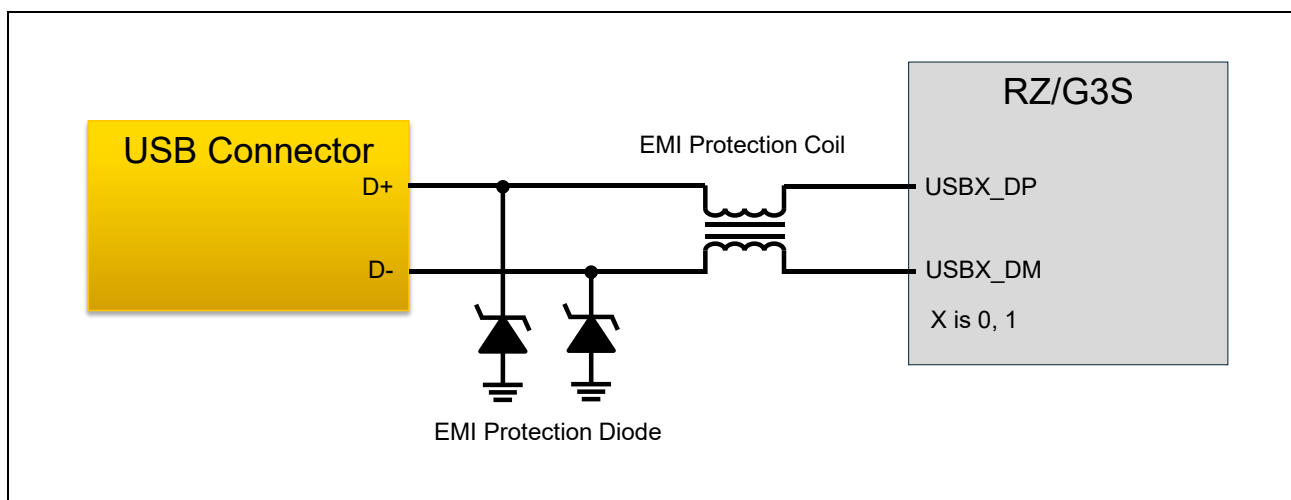 RZ/G3S
USB Connector
EMI Protection Coil
D+
USBX_DP
D-
USBX_DM
X is 0, 1
EMI Protection Diode